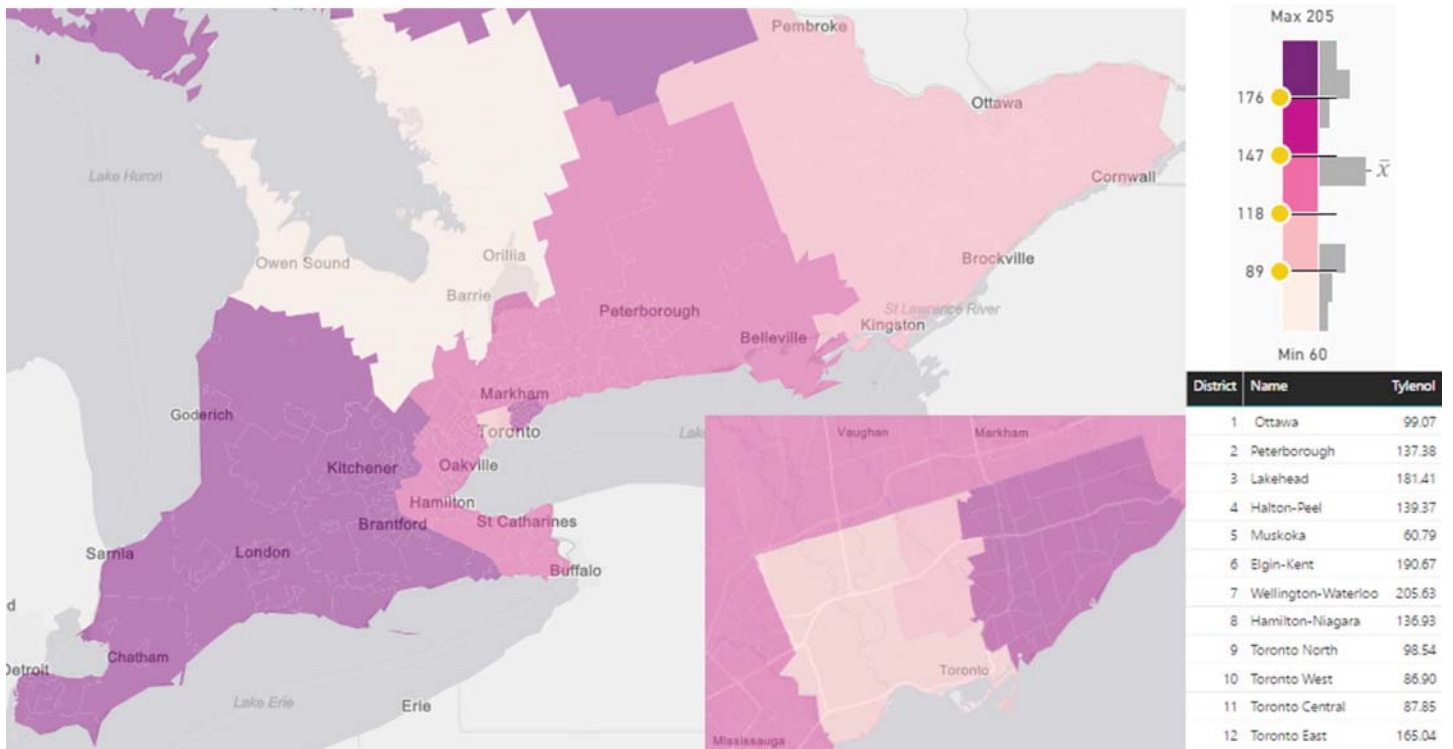 Pembroke
Ottawa
Lake Huron
Cornwall
Owen Sound
Orillia
Brockville
Barrie
St Lawrence River
Peterborough
Kingston
Belleville
Markham
Goderich
Toronto
Kitchener
Oakville
Hamilton
Brantford
St Catharines
Sarnia
London
Buffalo
Chatham
Detroit
Lake Erie
Erie
Vaughan
Markham
Toronto
Mississauga
Max 205
176
147
x̄
118
89
Min 60
District Name Tylenol
1 Ottawa 99.07
2 Peterborough 137.38
3 Lakehead 181.41
4 Halton-Peel 139.37
5 Muskoka 60.79
6 Elgin-Kent 190.67
7 Wellington-Waterloo 205.63
8 Hamilton-Niagara 136.93
9 Toronto North 98.54
10 Toronto West 86.90
11 Toronto Central 87.85
12 Toronto East 165.04